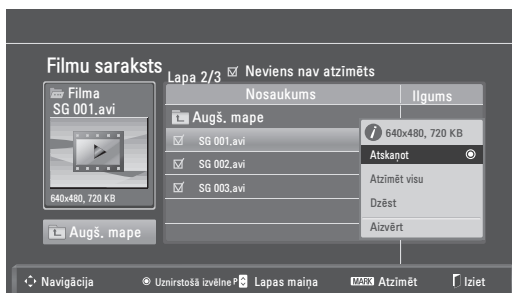 Filmu saraksts
Lapa 2/3 ☑ Neviens nav atzīmēts
Filma
SG 001.avi
640x480, 720 KB
Augš. mape
Nosaukums Ilgums
Augš. mape
SG 001.avi
SG 002.avi
SG 003.avi
640x480, 720 KB
Atskaņot
Atzīmēt visu
Dzēst
Aizvērt
Navigācija Uznirstošā izvēlne P Lapas maiņa MARK Atzīmēt Iziet